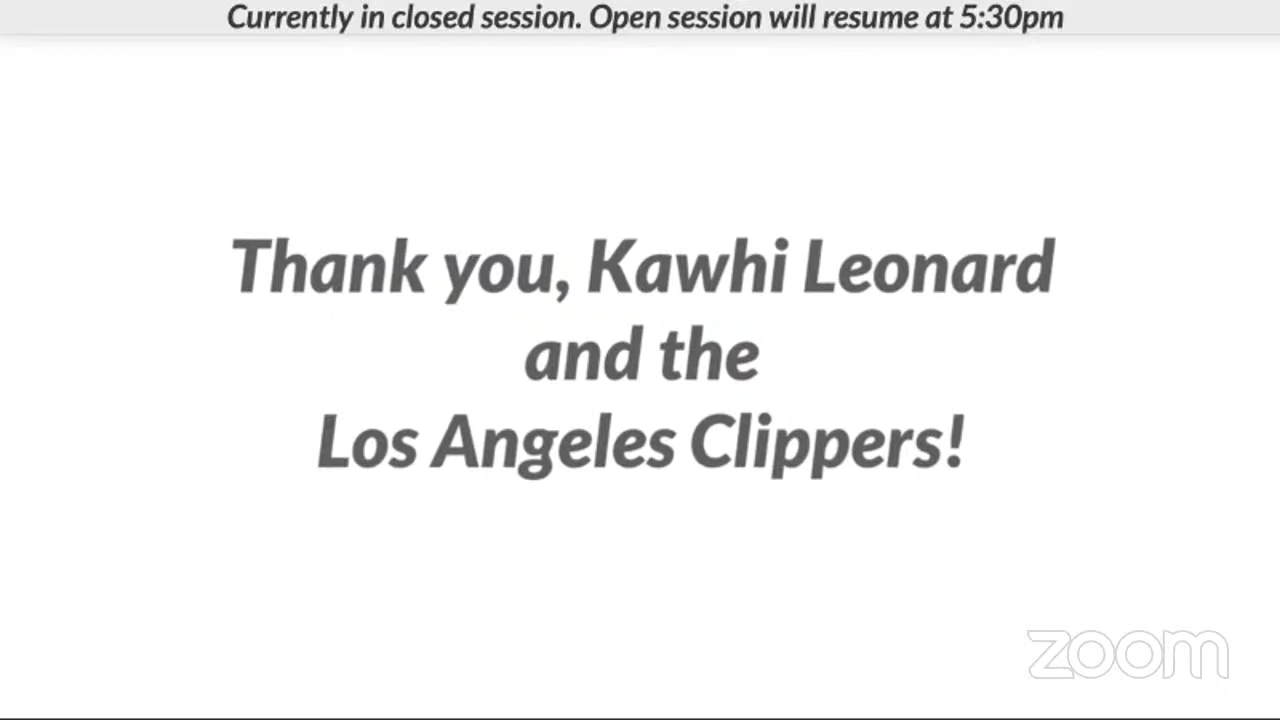 Currently in closed session. Open session will resume at 5:30pm
Thank you, Kawhi Leonard
and the
Los Angeles Clippers!
zoom